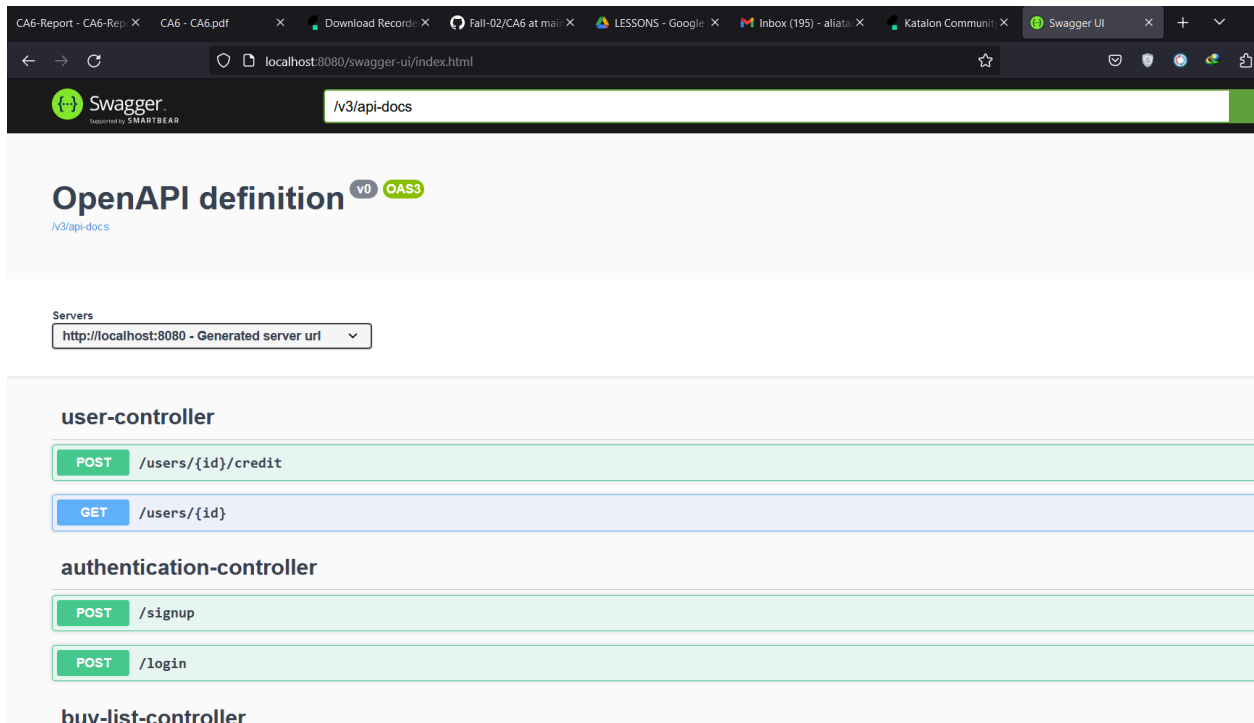 CA6-Report - CA6-Rep CA6 - CA6.pdf Download Recorde Fall-02/CA6 at main LESSONS - Google Inbox (195) - aliata Katalon Community Swagger UI
localhost:8080/swagger-ui/index.html
Swagger.
Supported by SMARTBEAR
/v3/api-docs
OpenAPI definition v0 OAS3
/v3/api-docs
Servers
http://localhost:8080 - Generated server url
user-controller
POST /users/{id}/credit
GET /users/{id}
authentication-controller
POST /signup
POST /login
buy-list-controller